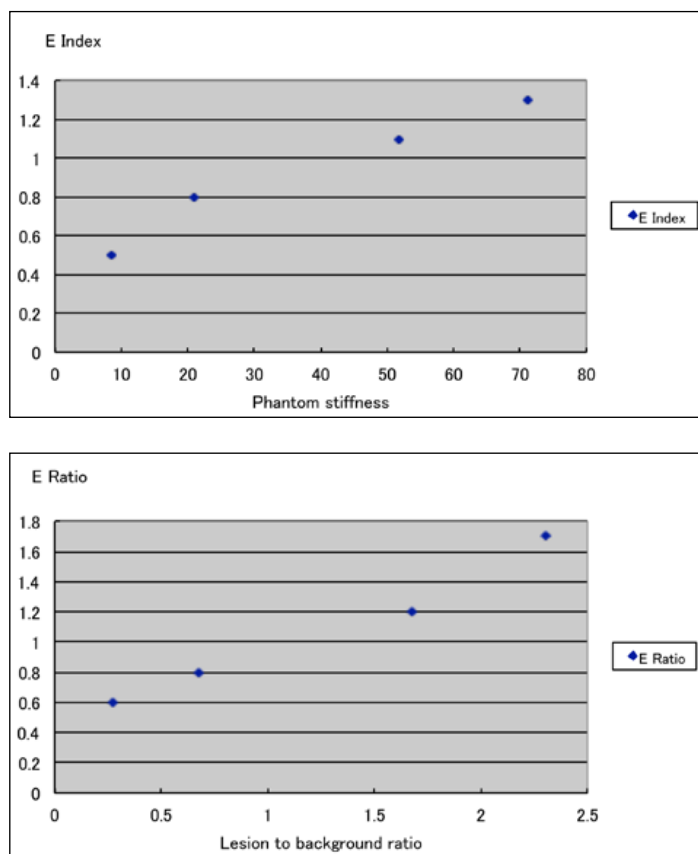 E Index
1.4
1.2
1
0.8
0.6
0.4
0.2
0
0 10 20 30 40 50 60 70 80
Phantom stiffness
E Index
E Ratio
1.8
1.6
1.4
1.2
1
0.8
0.6
0.4
0.2
0
0 0.5 1 1.5 2 2.5
Lesion to background ratio
E Ratio